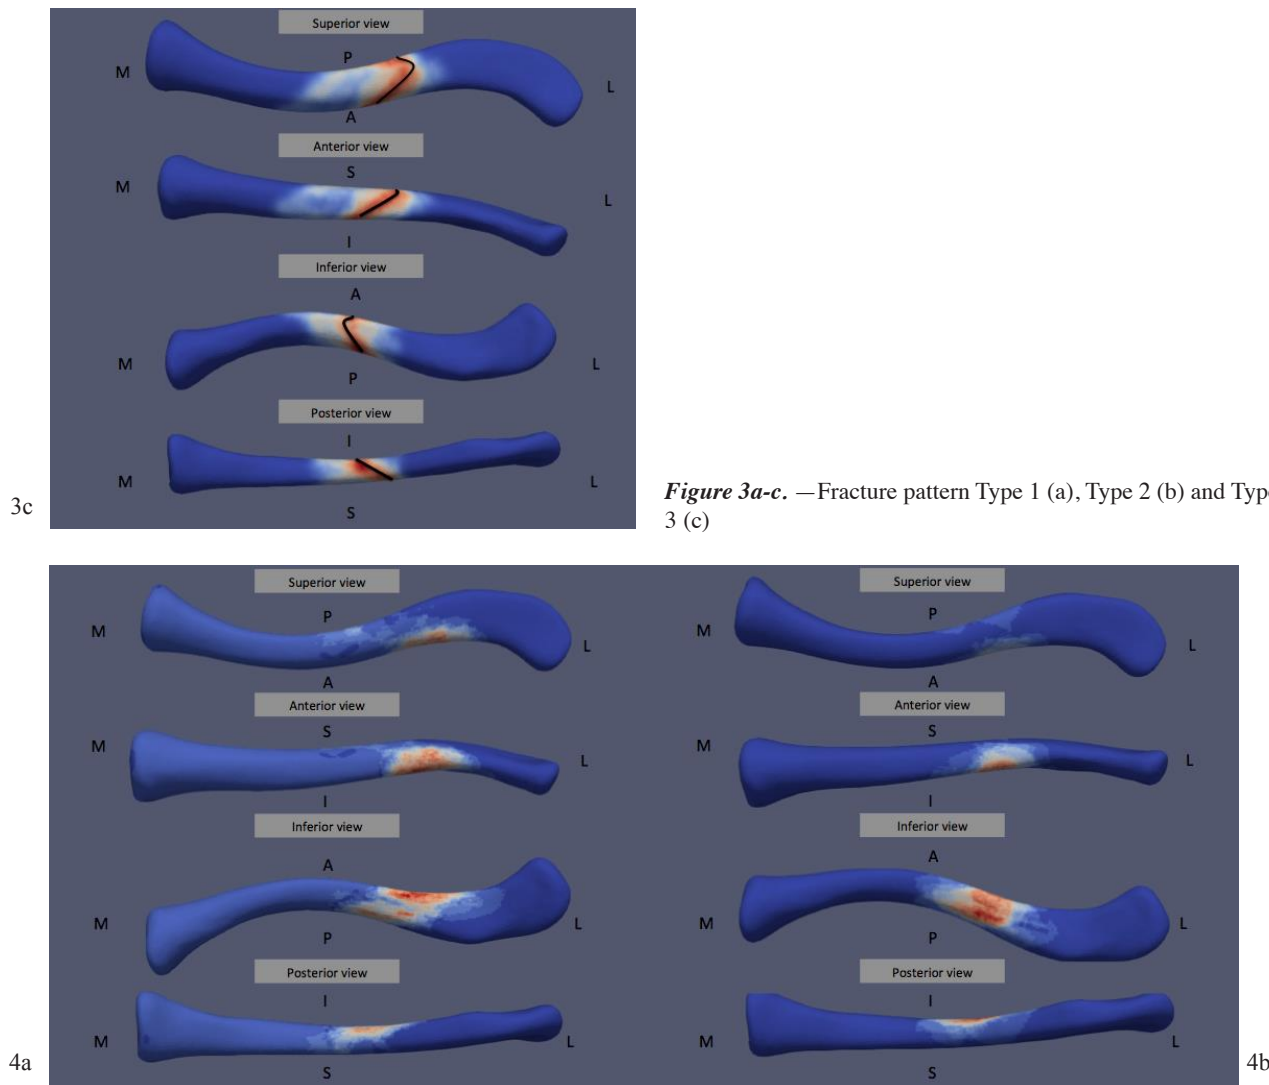 Superior view
P
M
L
A
Anterior view
S
M
L
I
Inferior view
A
M
L
P
Posterior view
I
M
L
S
3c
Figure 3a-c. —Fracture pattern Type 1 (a), Type 2 (b) and Type
3 (c)
Superior view
P
M
L
A
Anterior view
S
M
L
I
Inferior view
A
M
L
P
Posterior view
I
M
L
S
4a
Superior view
P
M
L
A
Anterior view
S
M
L
I
Inferior view
A
M
L
P
Posterior view
I
M
L
S
4b